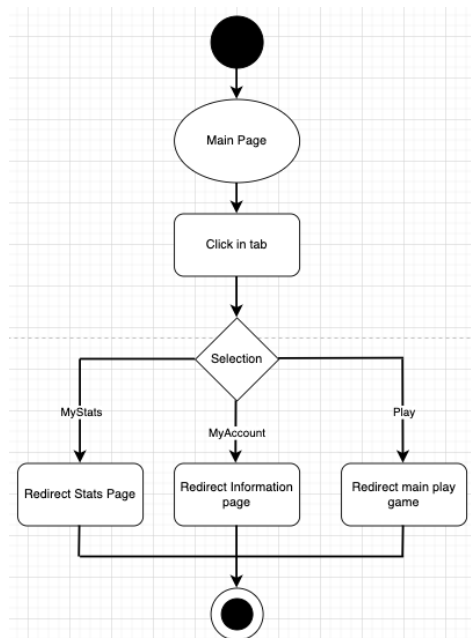 Main Page
Click in tab
Selection
MyStats
MyAccount
Play
Redirect Stats Page
Redirect Information
page
Redirect main play
game